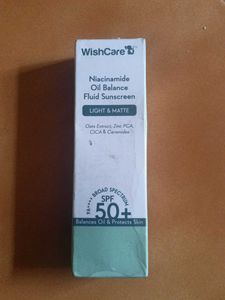 WishCare
Niacinamide
Oil Balance
Fluid Sunscreen
LIGHT & MATTE
Oats Extract, Zinc PCA,
CICA & Ceramides
BROAD SPECTRUM
PA++++
SPF
50+
Balances Oil & Protects Skin